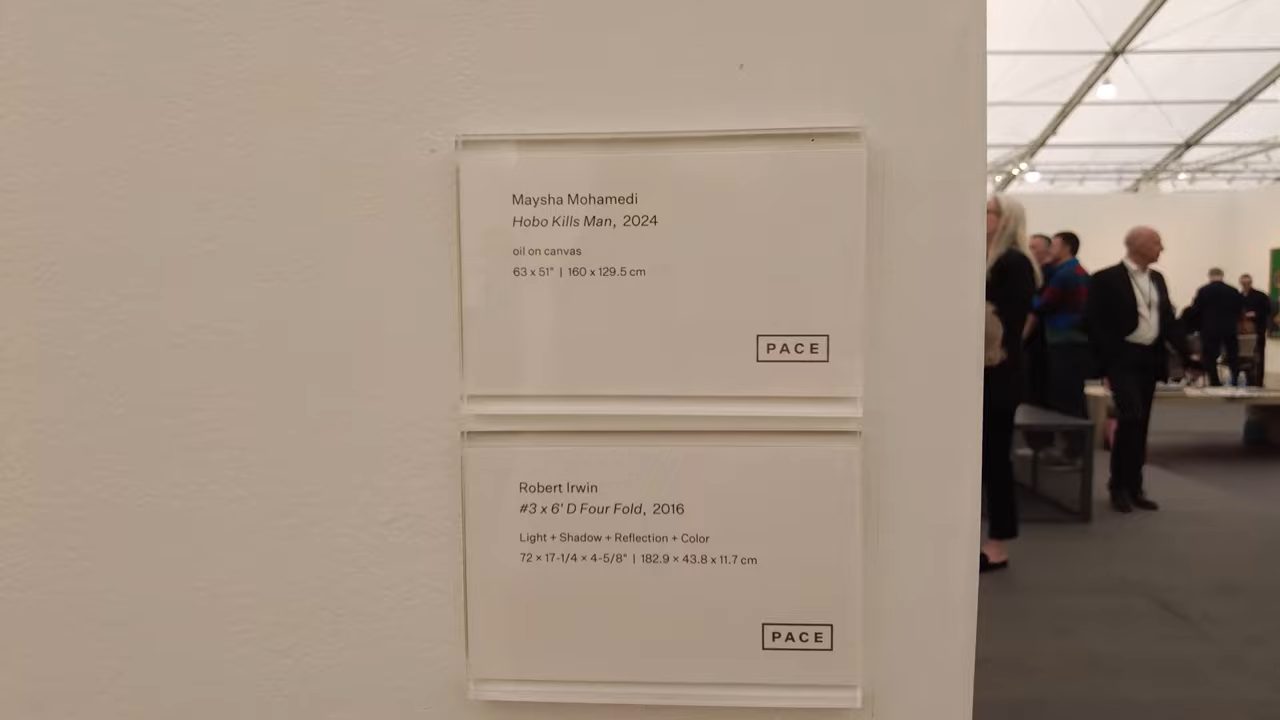 Maysha Mohamedi
Hobo Kills Man, 2024
oil on canvas
63 x 51" | 160 x 129.5 cm
PACE
Robert Irwin
#3 x 6' D Four Fold, 2016
Light + Shadow + Reflection + Color
72 × 17-1/4 × 4-5/8" | 182.9 × 43.8 x 11.7 cm
PACE